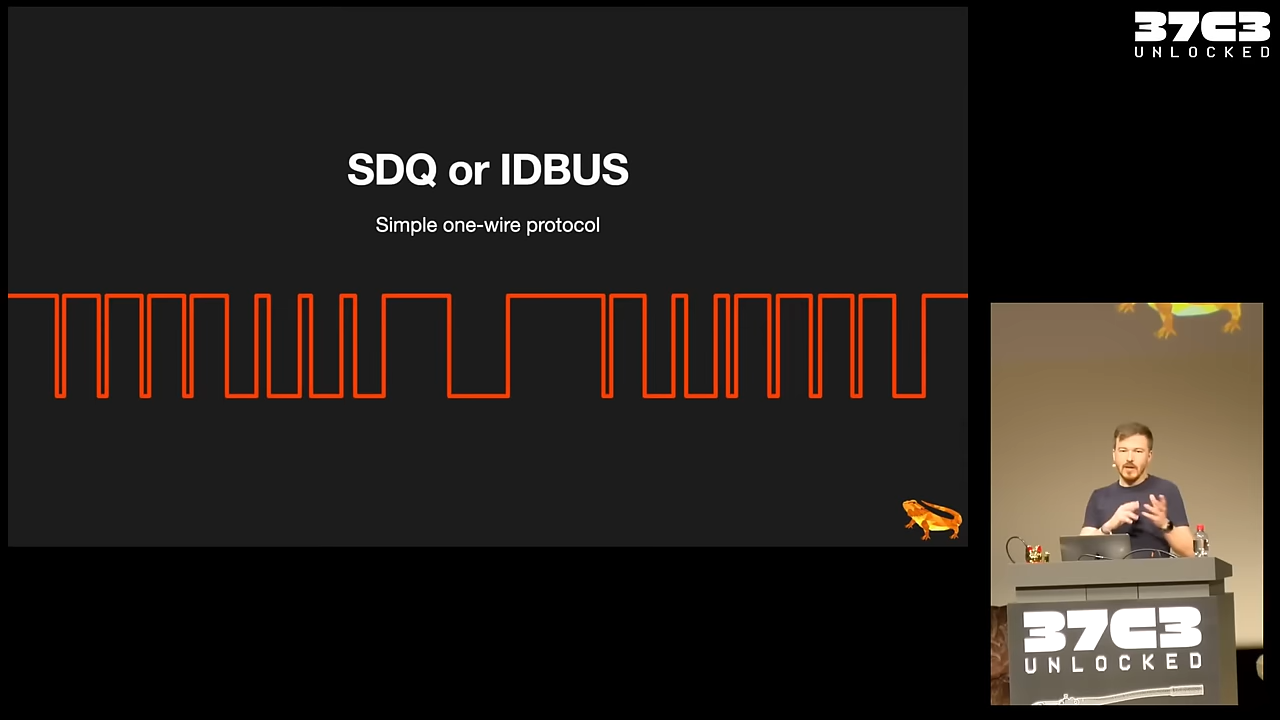 37C3
UNLOCKED
SDQ or IDBUS
Simple one-wire protocol
37C3
UNLOCKED